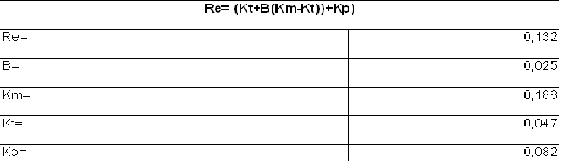 Re= (Kt+B(Km-Kt))+Kp)
Re= 0,132
B= 0,025
Km=
Kt= 0,047
Kp= 0,082